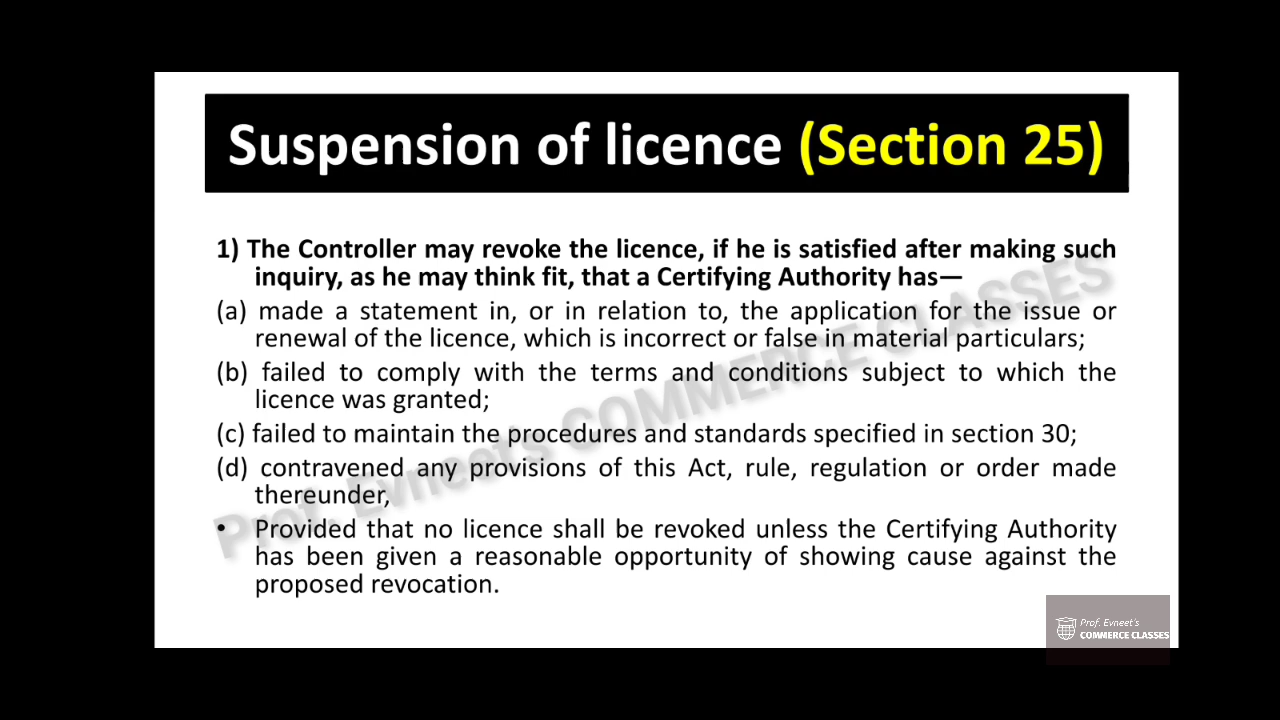 Suspension of licence (Section 25)
1) The Controller may revoke the licence, if he is satisfied after making such
inquiry, as he may think fit, that a Certifying Authority has—
(a) made a statement in, or in relation to, the application for the issue or
renewal of the licence, which is incorrect or false in material particulars;
(b) failed to comply with the terms and conditions subject to which the
licence was granted;
(c) failed to maintain the procedures and standards specified in section 30;
(d) contravened any provisions of this Act, rule, regulation or order made
thereunder,
• Provided that no licence shall be revoked unless the Certifying Authority
has been given a reasonable opportunity of showing cause against the
proposed revocation.
Prof. Evneet's COMMERCE CLASSES
Prof. Evneet's
COMMERCE CLASSES